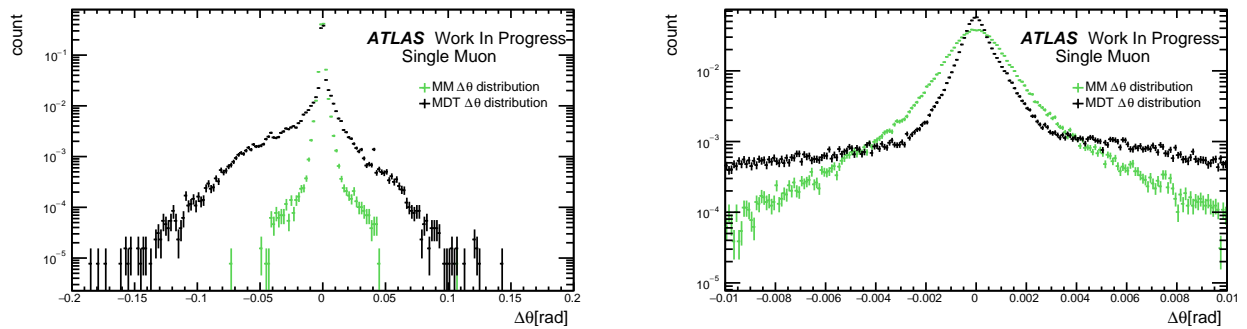 count
10⁻¹
10⁻²
10⁻³
10⁻⁴
10⁻⁵
ATLAS Work In Progress
Single Muon
MM Δθ distribution
MDT Δθ distribution
−0.2 −0.15 −0.1 −0.05 0 0.05 0.1 0.15 0.2
Δθ[rad]
count
10⁻²
10⁻³
10⁻⁴
10⁻⁵
ATLAS Work In Progress
Single Muon
MM Δθ distribution
MDT Δθ distribution
−0.01 −0.008 −0.006 −0.004 −0.002 0 0.002 0.004 0.006 0.008 0.01
Δθ[rad]